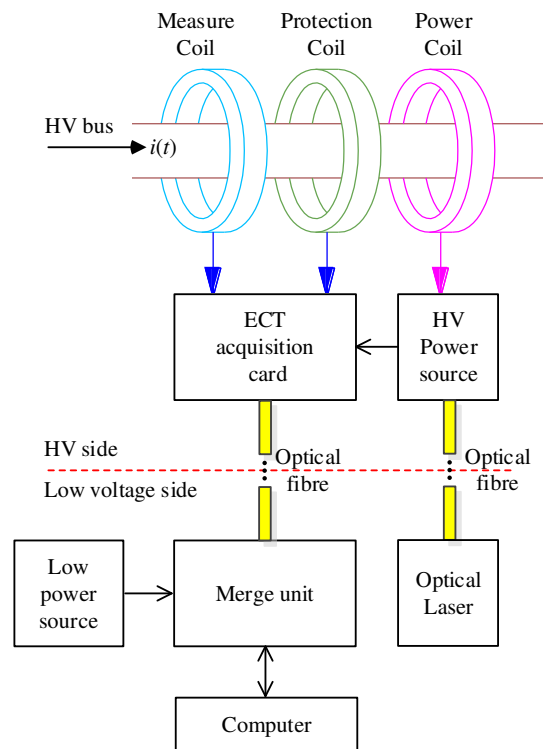 Measure
Coil
Protection
Coil
Power
Coil
HV bus
i(t)
ECT
acquisition
card
HV
Power
source
HV side
Low voltage side
Optical
fibre
Optical
fibre
Low
power
source
Merge unit
Optical
Laser
Computer